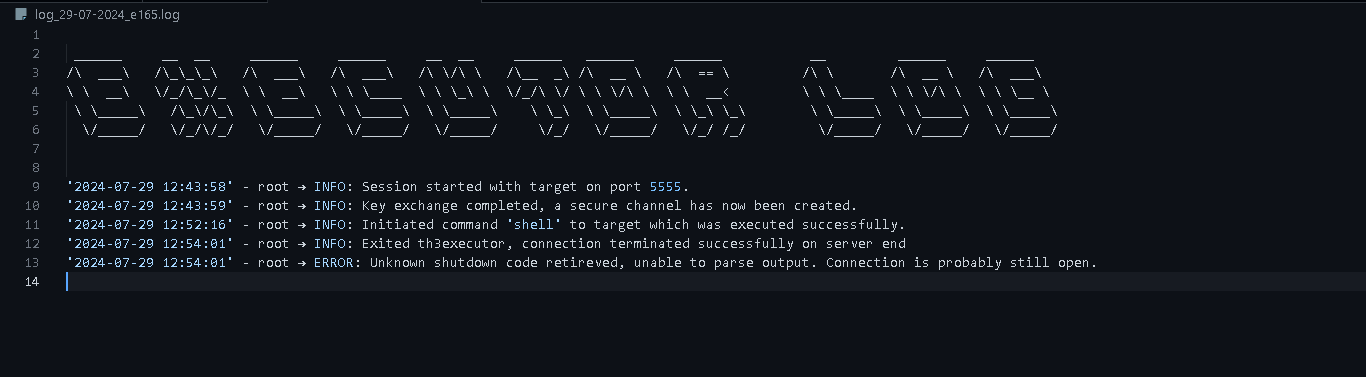 log_29-07-2024_e165.log
1
2
3
4
5
6
7
8
EXECUTOR LOG
9 '2024-07-29 12:43:58' - root → INFO: Session started with target on port 5555.
10 '2024-07-29 12:43:59' - root → INFO: Key exchange completed, a secure channel has now been created.
11 '2024-07-29 12:52:16' - root → INFO: Initiated command 'shell' to target which was executed successfully.
12 '2024-07-29 12:54:01' - root → INFO: Exited th3executor, connection terminated successfully on server end
13 '2024-07-29 12:54:01' - root → ERROR: Unknown shutdown code retireved, unable to parse output. Connection is probably still open.
14